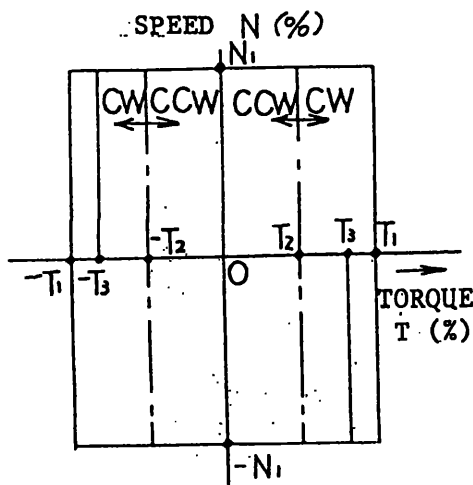 SPEED N (%)
N₁
CW CCW CCW CW
-T₂ T₂ T₃ T₁
-T₁ -T₃ O
TORQUE
T (%)
-N₁